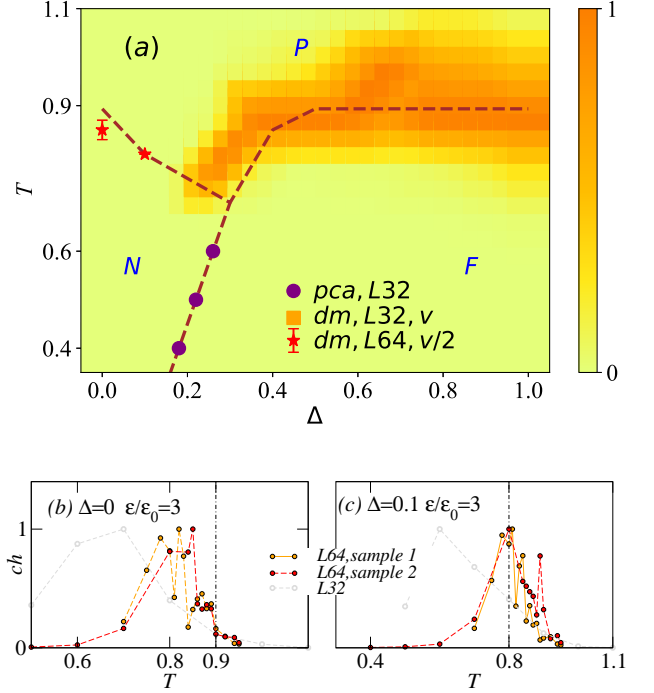 1.1
0.9
0.6
0.4
T
(a)
P
N
F
pca, L32
dm, L32, v
dm, L64, v/2
0.0
0.2
0.4
0.6
0.8
1.0
Δ
1
0
(b) Δ=0 ε/ε0=3
1
0
ch
0.6
0.8
0.9
T
L64,sample 1
L64,sample 2
L32
(c) Δ=0.1 ε/ε0=3
0.4
0.6
0.8
1.1
T